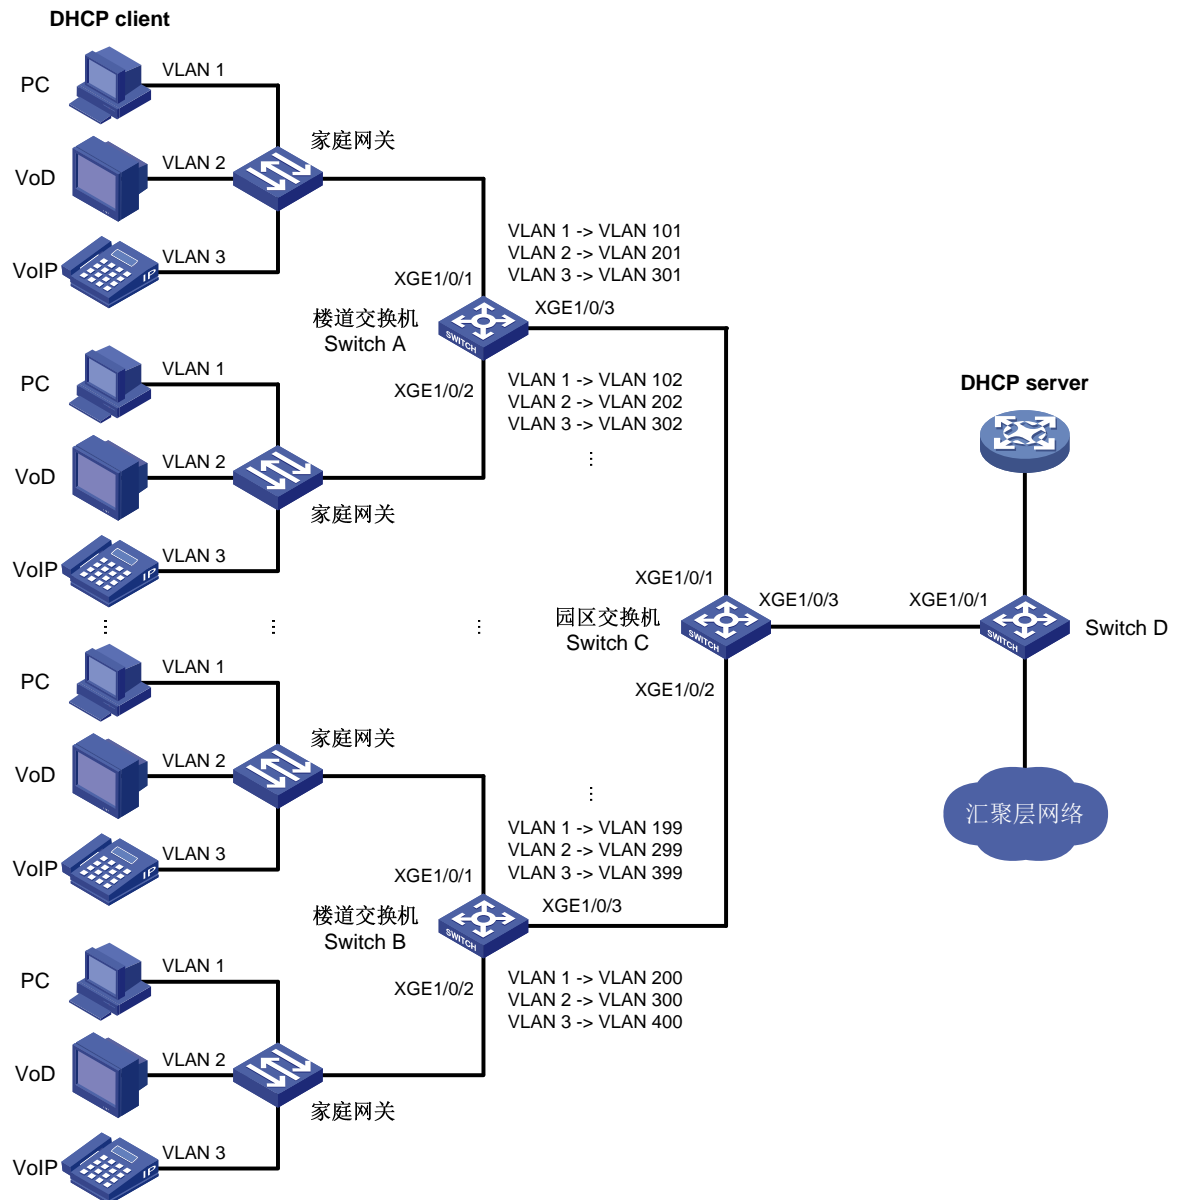 DHCP client
PC
VLAN 1
家庭网关
VoD
VLAN 2
VoIP
VLAN 3
IP
VLAN 1 -> VLAN 101
VLAN 2 -> VLAN 201
VLAN 3 -> VLAN 301
XGE1/0/1
XGE1/0/3
楼道交换机
Switch A
SWITCH
XGE1/0/2
VLAN 1 -> VLAN 102
VLAN 2 -> VLAN 202
VLAN 3 -> VLAN 302
...
PC
VLAN 1
VoD
VLAN 2
家庭网关
VoIP
VLAN 3
IP
DHCP server
...
...
...
XGE1/0/1
园区交换机
Switch C
SWITCH
XGE1/0/3
XGE1/0/2
XGE1/0/1
SWITCH
Switch D
汇聚层网络
PC
VLAN 1
家庭网关
VoD
VLAN 2
VoIP
VLAN 3
IP
...
VLAN 1 -> VLAN 199
VLAN 2 -> VLAN 299
VLAN 3 -> VLAN 399
XGE1/0/1
XGE1/0/3
楼道交换机
Switch B
SWITCH
XGE1/0/2
VLAN 1 -> VLAN 200
VLAN 2 -> VLAN 300
VLAN 3 -> VLAN 400
PC
VLAN 1
VoD
VLAN 2
家庭网关
VoIP
VLAN 3
IP